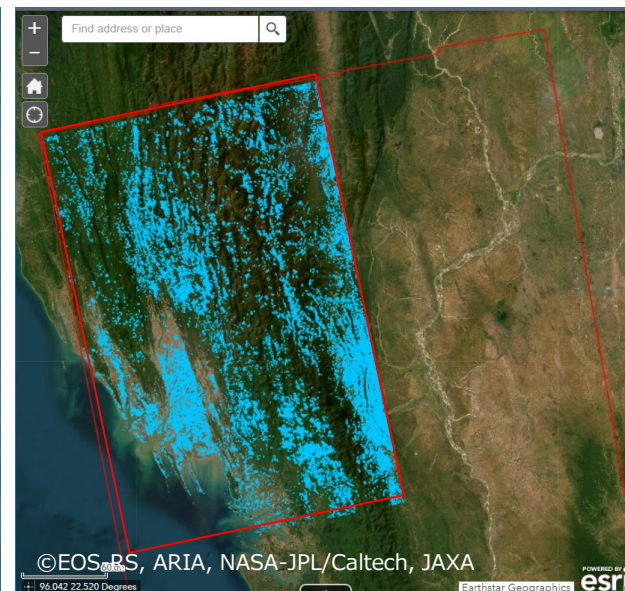 +
Find address or place
−
©EOS-RS, ARIA, NASA-JPL/Caltech, JAXA
96.042 22.520 Degrees
Earthstar Geographics
POWERED BY
esri